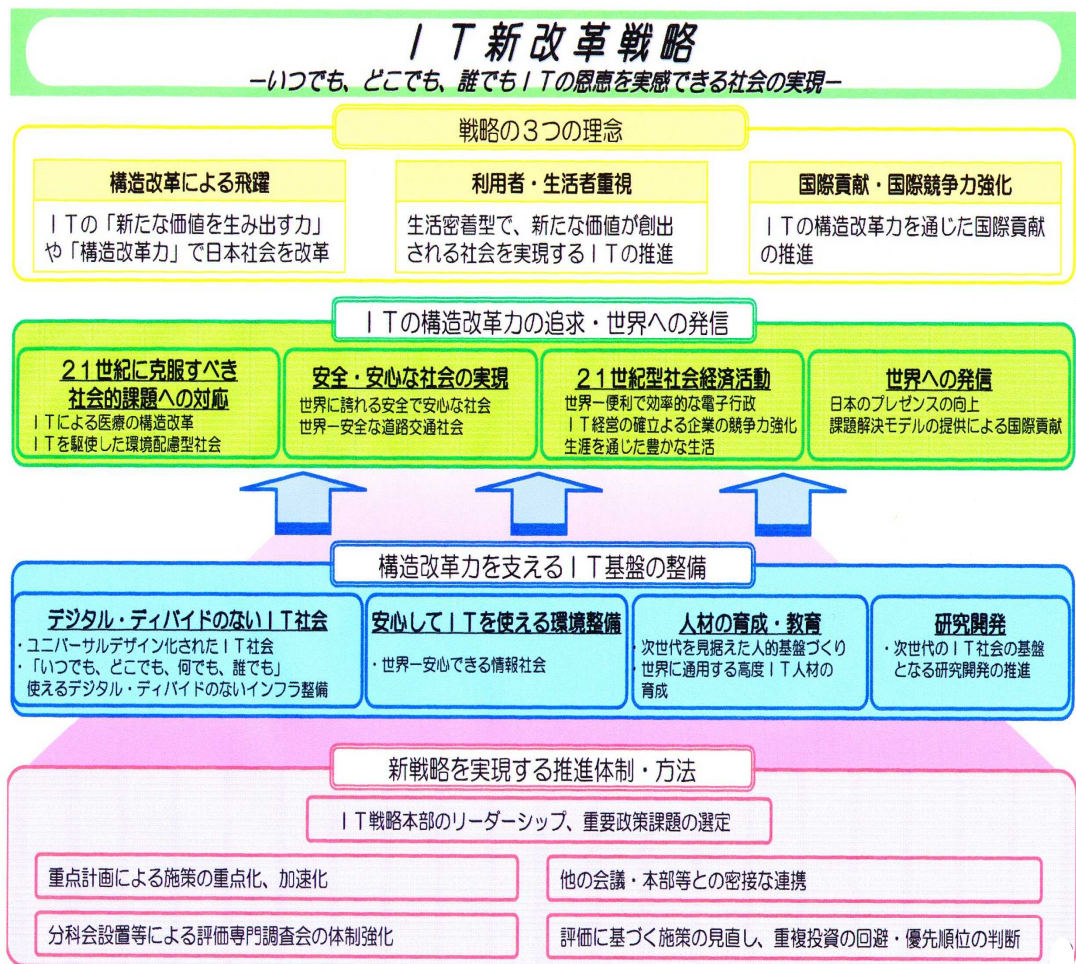 ＩＴ新改革戦略
－いつでも、どこでも、誰でもＩＴの恩恵を実感できる社会の実現－
戦略の３つの理念
構造改革による飛躍
ＩＴの「新たな価値を生み出す力」
や「構造改革力」で日本社会を改革
利用者・生活者重視
生活密着型で、新たな価値が創出
される社会を実現するＩＴの推進
国際貢献・国際競争力強化
ＩＴの構造改革力を通じた国際貢献
の推進
ＩＴの構造改革力の追求・世界への発信
２１世紀に克服すべき
社会的課題への対応
ＩＴによる医療の構造改革
ＩＴを駆使した環境配慮型社会
安全・安心な社会の実現
世界に誇れる安全で安心な社会
世界一安全な道路交通社会
２１世紀型社会経済活動
世界一便利で効率的な電子行政
ＩＴ経営の確立よる企業の競争力強化
生涯を通じた豊かな生活
世界への発信
日本のプレゼンスの向上
課題解決モデルの提供による国際貢献
構造改革力を支えるＩＴ基盤の整備
デジタル・ディバイドのないＩＴ社会
・ユニバーサルデザイン化されたＩＴ社会
・「いつでも、どこでも、何でも、誰でも」
使えるデジタル・ディバイドのないインフラ整備
安心してＩＴを使える環境整備
・世界一安心できる情報社会
人材の育成・教育
・次世代を見据えた人的基盤づくり
・世界に通用する高度ＩＴ人材の
育成
研究開発
・次世代のＩＴ社会の基盤
となる研究開発の推進
新戦略を実現する推進体制・方法
ＩＴ戦略本部のリーダーシップ、重要政策課題の選定
重点計画による施策の重点化、加速化
他の会議・本部等との密接な連携
分科会設置等による評価専門調査会の体制強化
評価に基づく施策の見直し、重複投資の回避・優先順位の判断